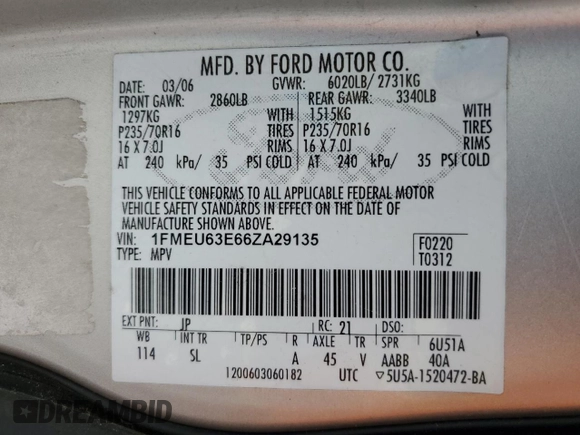 MFD. BY FORD MOTOR CO.
DATE: 03/06 GVWR: 6020LB/ 2731KG
FRONT GAWR: 2860LB REAR GAWR: 3340LB
1297KG WITH 1515KG WITH
P235/70R16 TIRES P235/70R16 TIRES
16 X 7.0J RIMS 16 X 7.0J RIMS
AT 240 kPa/ 35 PSI COLD AT 240 kPa/ 35 PSI COLD
Ford
THIS VEHICLE CONFORMS TO ALL APPLICABLE FEDERAL MOTOR
VEHICLE SAFETY STANDARDS IN EFFECT ON THE DATE OF
MANUFACTURE SHOWN ABOVE.
VIN: 1FMEU63E66ZA29135 F0220
TYPE: MPV T0312
EXT PNT: JP RC: 21 DSO:
WB INT TR TP/PS R AXLE TR SPR 6U51A
114 SL A 45 V AABB 40A
1200603060182 UTC ▽5U5A-1520472-BA
DREAMBID